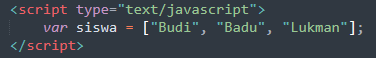 <script type="text/javascript">
    var siswa = ["Budi", "Badu", "Lukman"];
</script>